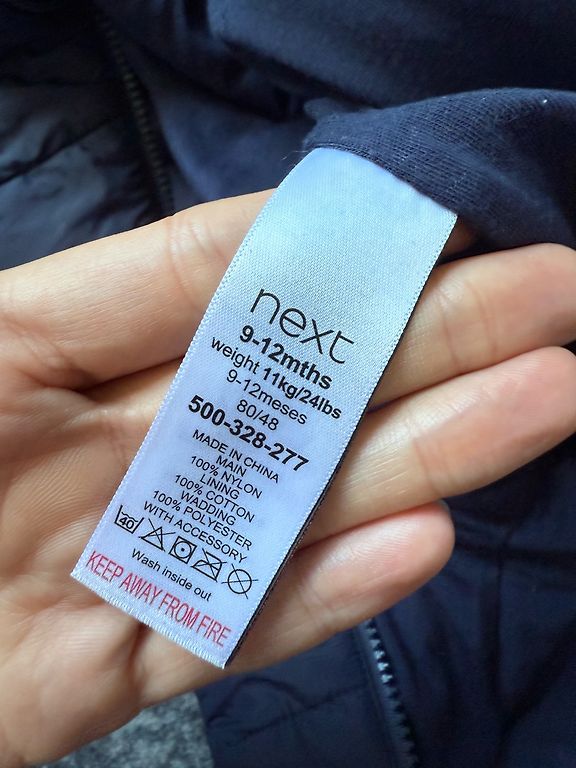 next
9-12mths
weight 11kg/24lbs
9-12meses
80/48
500-328-277
MADE IN CHINA
MAIN
100% NYLON
LINING
100% COTTON
WADDING
100% POLYESTER
WITH ACCESSORY
40
Wash inside out
KEEP AWAY FROM FIRE